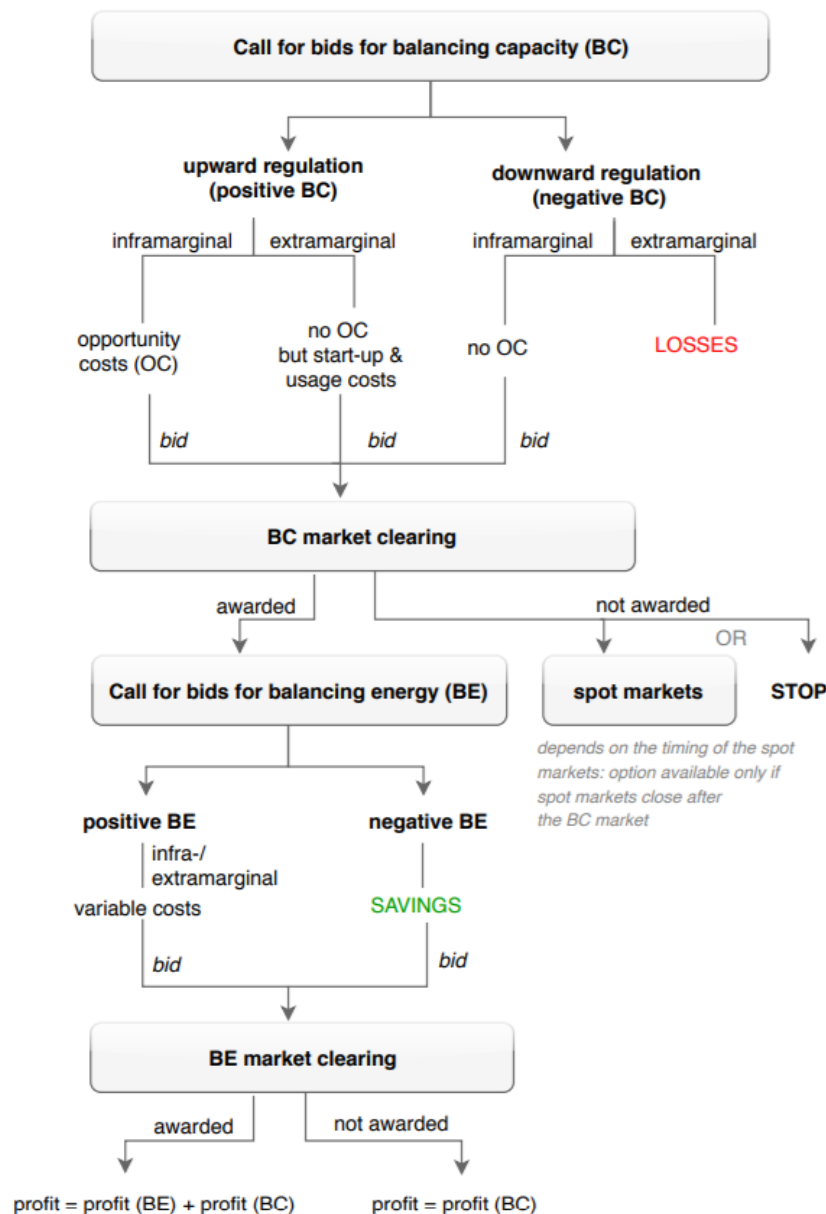 Call for bids for balancing capacity (BC)
upward regulation
(positive BC)
downward regulation
(negative BC)
inframarginal
extramarginal
inframarginal
extramarginal
opportunity
costs (OC)
no OC
but start-up &
usage costs
no OC
LOSSES
bid
bid
bid
BC market clearing
awarded
not awarded
OR
Call for bids for balancing energy (BE)
spot markets
STOP
depends on the timing of the spot
markets: option available only if
spot markets close after
the BC market
positive BE
negative BE
infra-/
extramarginal
variable costs
SAVINGS
bid
bid
BE market clearing
awarded
not awarded
profit = profit (BE) + profit (BC)
profit = profit (BC)